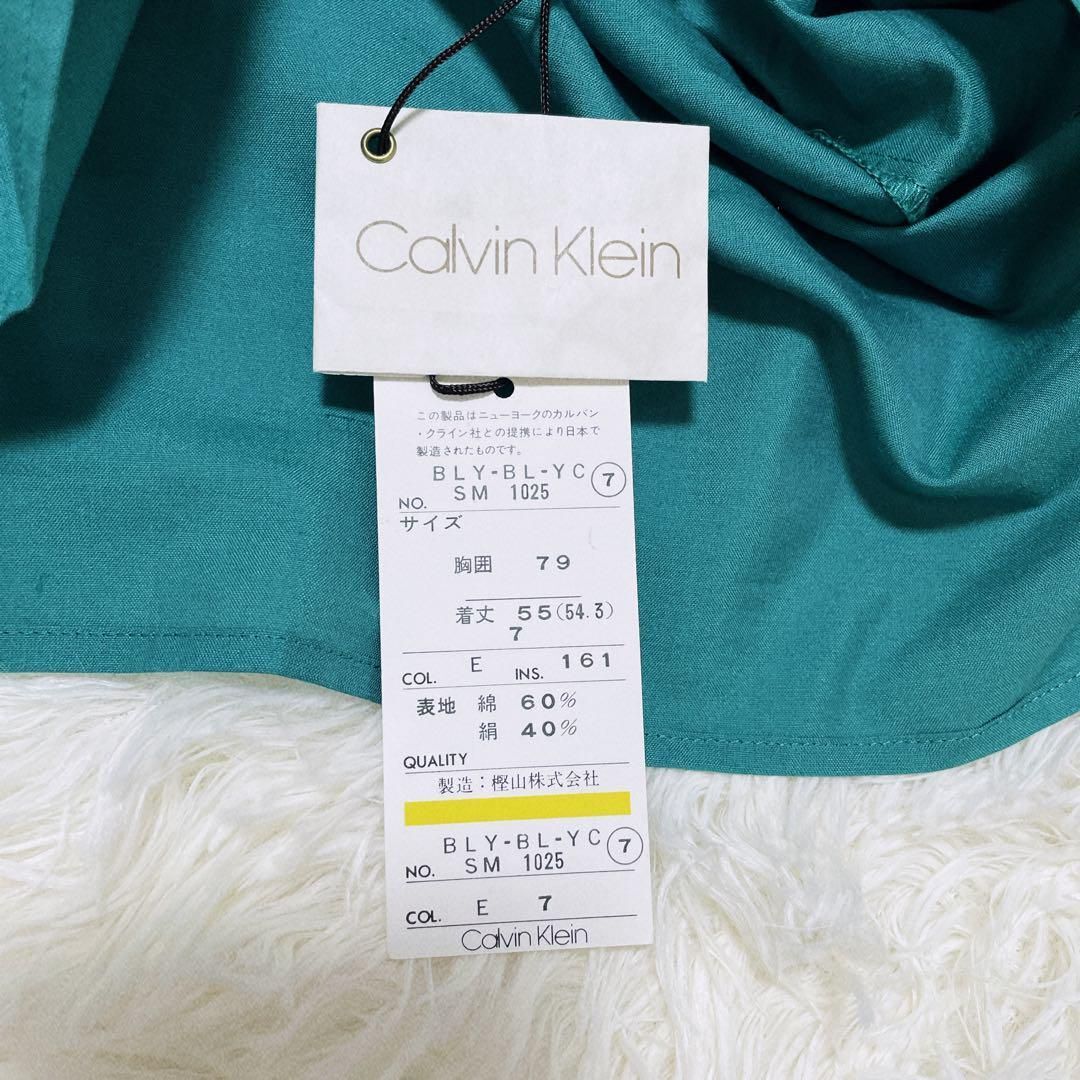 Calvin Klein
この製品はニューヨークのカルバン
・クライン社との提携により日本で
製造されたものです。
BLY-BL-YC 7
NO. SM 1025
サイズ
胸囲 79
着丈 55(54.3)
7
COL. E INS. 161
表地 綿 60%
絹 40%
QUALITY
製造:樫山株式会社
BLY-BL-YC 7
NO. SM 1025
COL. E 7
Calvin Klein